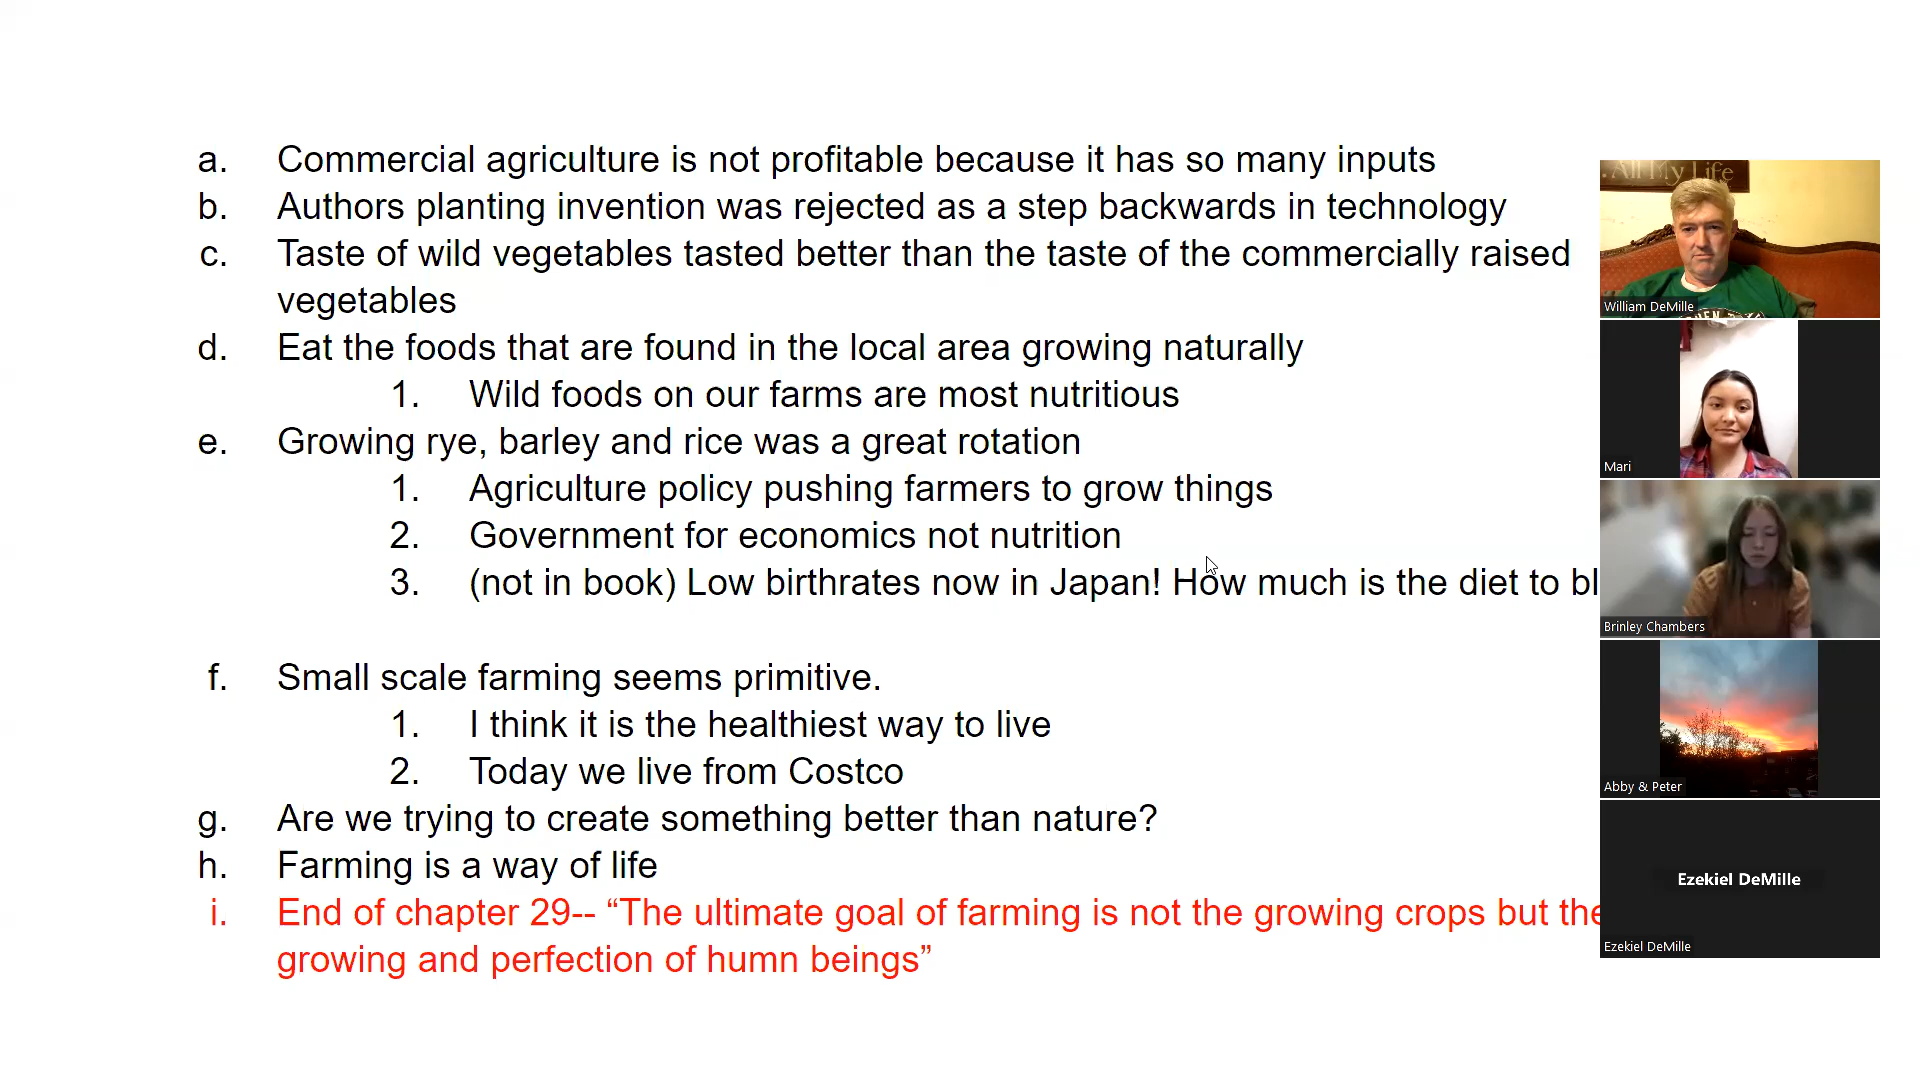 a. Commercial agriculture is not profitable because it has so many inputs
b. Authors planting invention was rejected as a step backwards in technology
c. Taste of wild vegetables tasted better than the taste of the commercially raised
vegetables
d. Eat the foods that are found in the local area growing naturally
1. Wild foods on our farms are most nutritious
e. Growing rye, barley and rice was a great rotation
1. Agriculture policy pushing farmers to grow things
2. Government for economics not nutrition
3. (not in book) Low birthrates now in Japan! How much is the diet to bl
f. Small scale farming seems primitive.
1. I think it is the healthiest way to live
2. Today we live from Costco
g. Are we trying to create something better than nature?
h. Farming is a way of life
i. End of chapter 29-- “The ultimate goal of farming is not the growing crops but the
growing and perfection of humn beings”
All My Life
William DeMille
Mari
Brinley Chambers
Abby & Peter
Ezekiel DeMille
Ezekiel DeMille